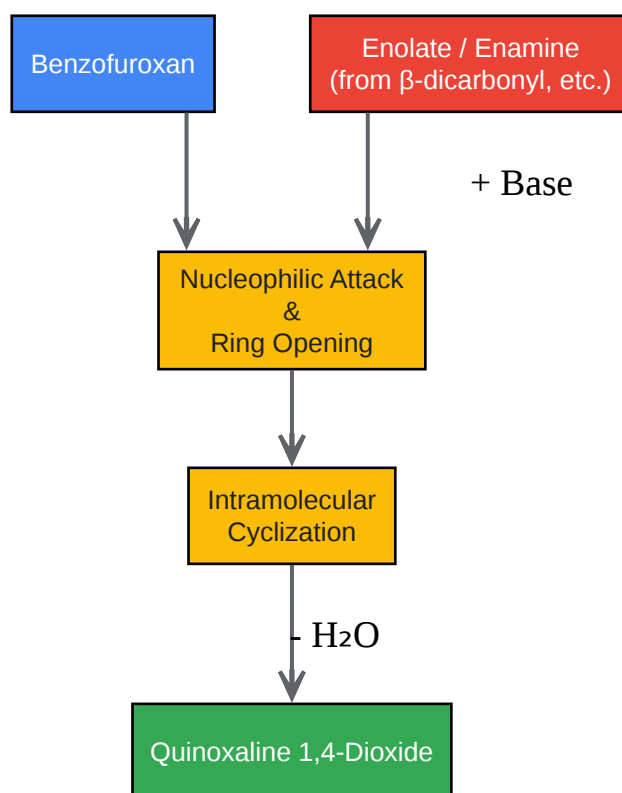 Benzofuroxan
Enolate / Enamine
(from β-dicarbonyl, etc.)
+ Base
Nucleophilic Attack
&
Ring Opening
Intramolecular
Cyclization
- H₂O
Quinoxaline 1,4-Dioxide